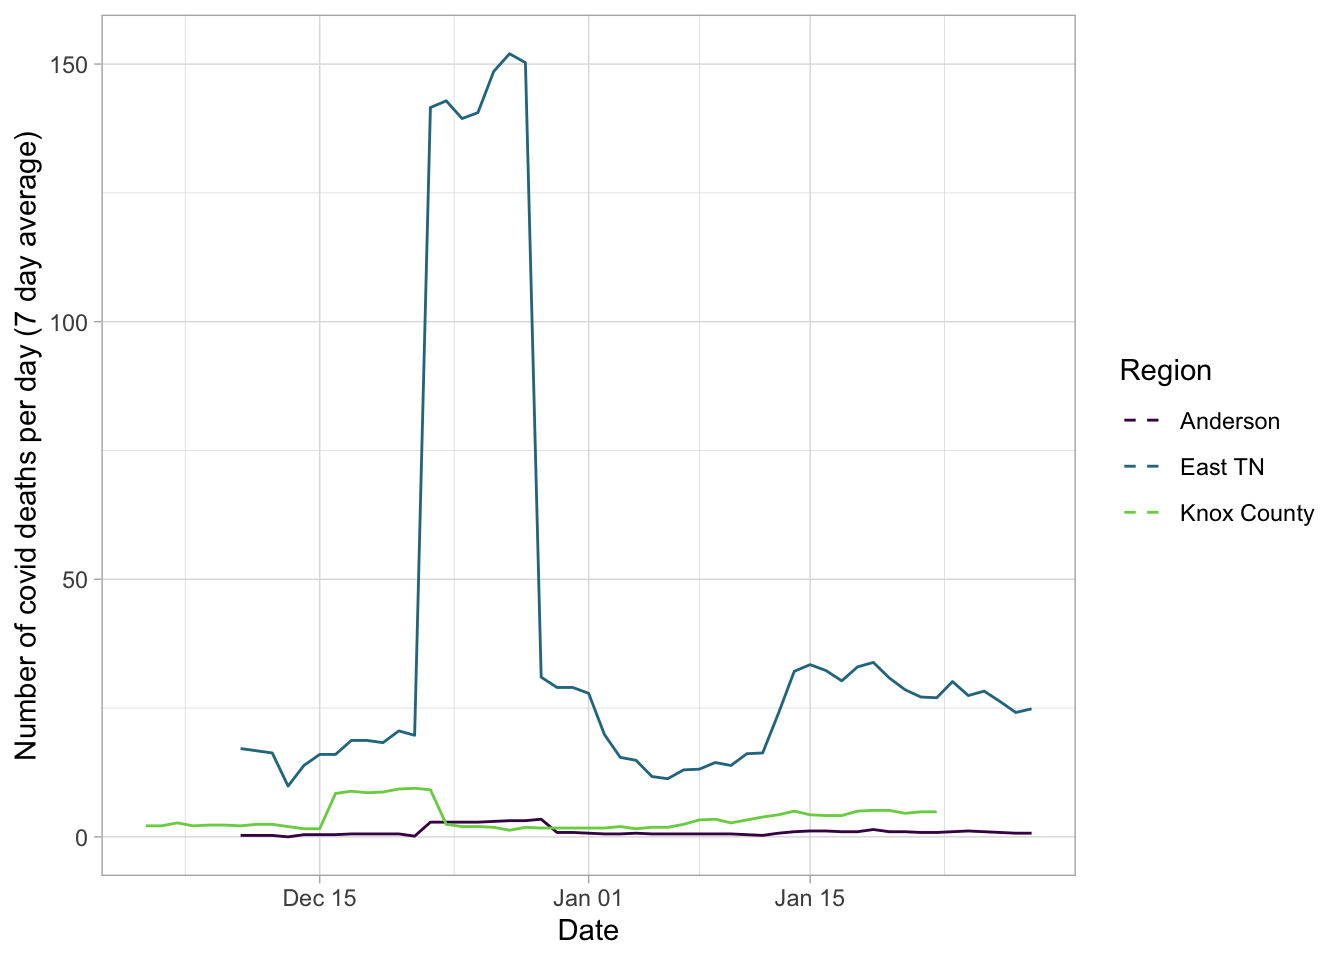 Number of covid deaths per day (7 day average)
150
100
50
0
Dec 15
Jan 01
Jan 15
Date
Region
Anderson
East TN
Knox County